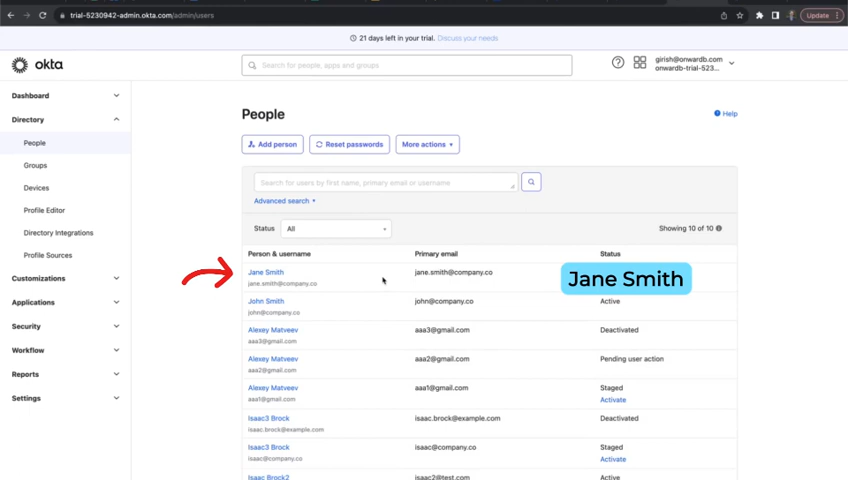 trial-5230942-admin.okta.com/admin/users
Update
21 days left in your trial. Discuss your needs
okta
Search for people, apps and groups
girish@onwardb.com
onwardb-trial-523...
Dashboard
Directory
People
Groups
Devices
Profile Editor
Directory Integrations
Profile Sources
Customizations
Applications
Security
Workflow
Reports
Settings
People
Help
Add person
Reset passwords
More actions
Search for users by first name, primary email or username
Advanced search
Status
All
Showing 10 of 10
Person & username
Primary email
Status
Jane Smith
jane.smith@company.co
jane.smith@company.co
Jane Smith
John Smith
john@company.co
john@company.co
Active
Alexey Matveev
aaa3@gmail.com
aaa3@gmail.com
Deactivated
Alexey Matveev
aaa2@gmail.com
aaa2@gmail.com
Pending user action
Alexey Matveev
aaa1@gmail.com
aaa1@gmail.com
Staged
Activate
Isaac3 Brock
isaac.brock@example.com
isaac.brock@example.com
Deactivated
Isaac3 Brock
isaac@company.co
isaac@company.co
Staged
Activate
Isaac Brock2
isaac2@test.com